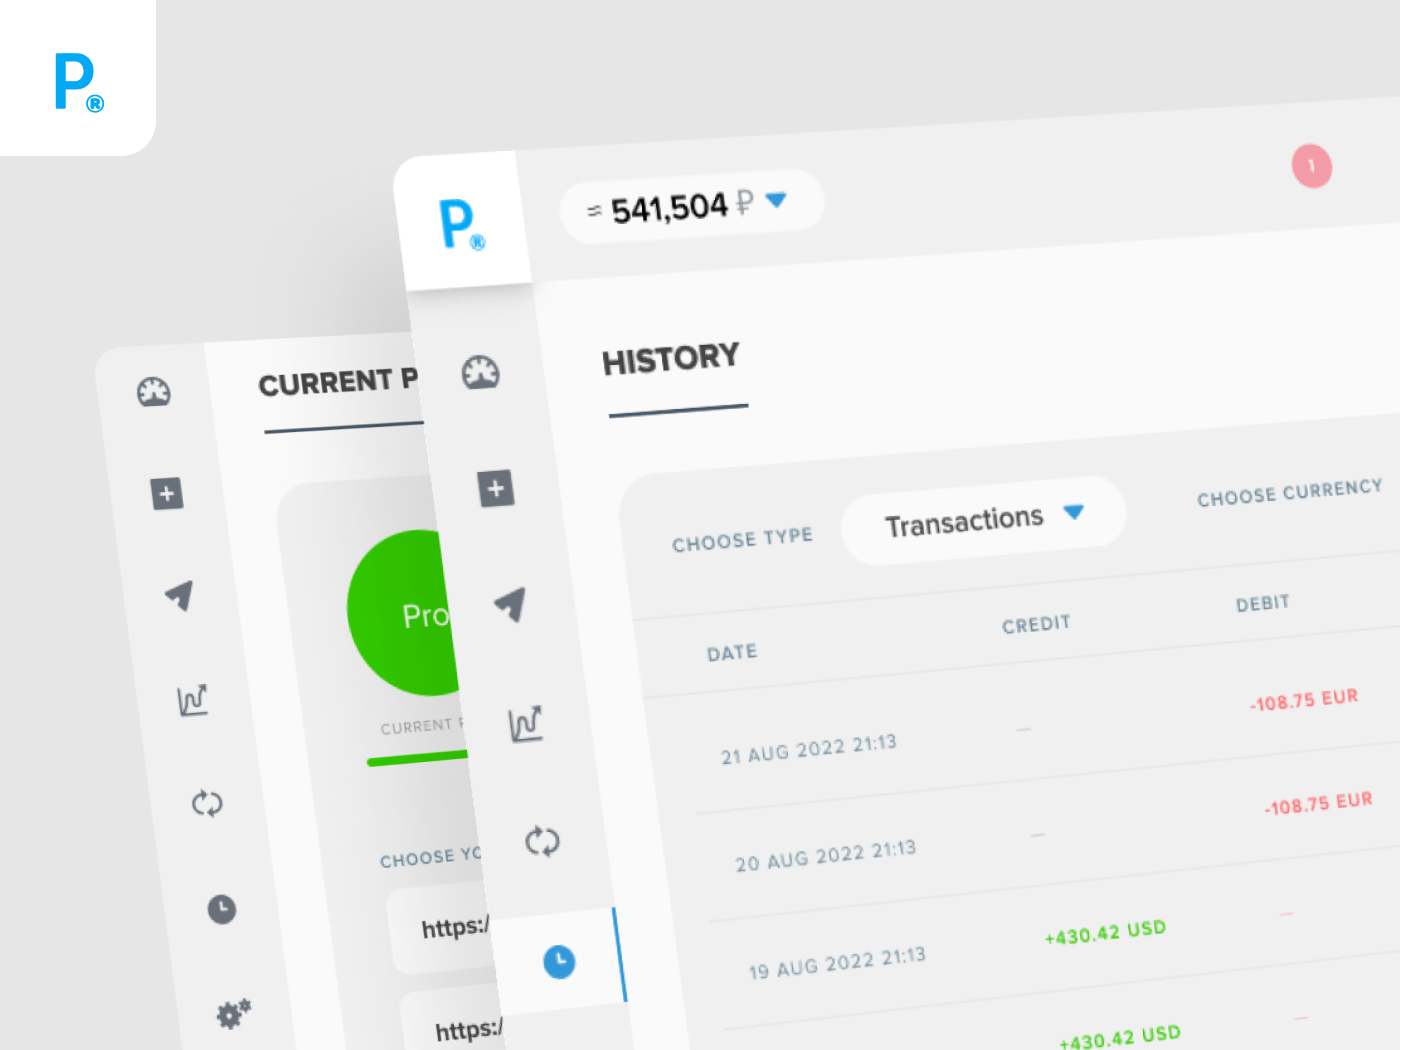 P®
P®
≈ 541,504 ₽
1
HISTORY
CHOOSE TYPE Transactions CHOOSE CURRENCY
DATE CREDIT DEBIT
21 AUG 2022 21:13 — -108.75 EUR
20 AUG 2022 21:13 — -108.75 EUR
19 AUG 2022 21:13 +430.42 USD —
+430.42 USD —
CURRENT P
Pro
CURRENT
CHOOSE YO
https:/
https:/